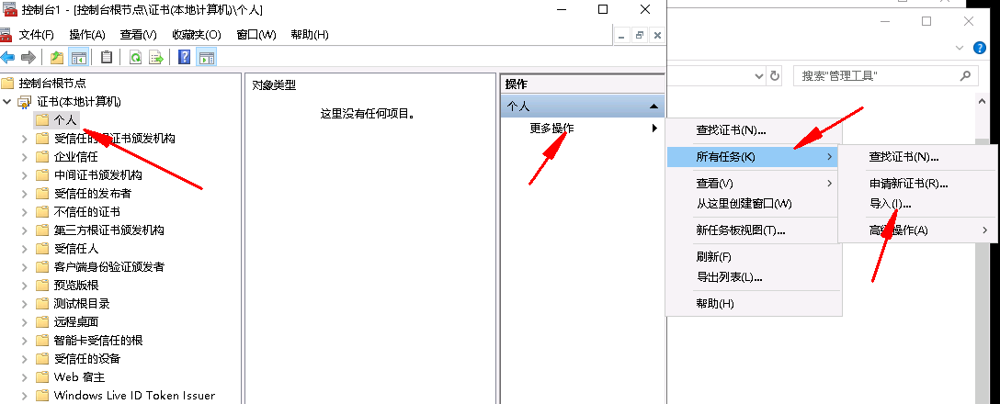 控制台1 - [控制台根节点\证书(本地计算机)\个人]
文件(F) 操作(A) 查看(V) 收藏夹(O) 窗口(W) 帮助(H)
搜索"管理工具"
控制台根节点
证书(本地计算机)
个人
受信任的根证书颁发机构
企业信任
中间证书颁发机构
受信任的发布者
不信任的证书
第三方根证书颁发机构
受信任人
客户端身份验证颁发者
预览版根
测试根目录
远程桌面
智能卡受信任的根
受信任的设备
Web 宿主
Windows Live ID Token Issuer
对象类型
这里没有任何项目。
操作
个人
更多操作
查找证书(N)...
所有任务(K)
查看(V)
从这里创建窗口(W)
新任务板视图(T)...
刷新(F)
导出列表(L)...
帮助(H)
查找证书(N)...
申请新证书(R)...
导入(I)...
高级操作(A)